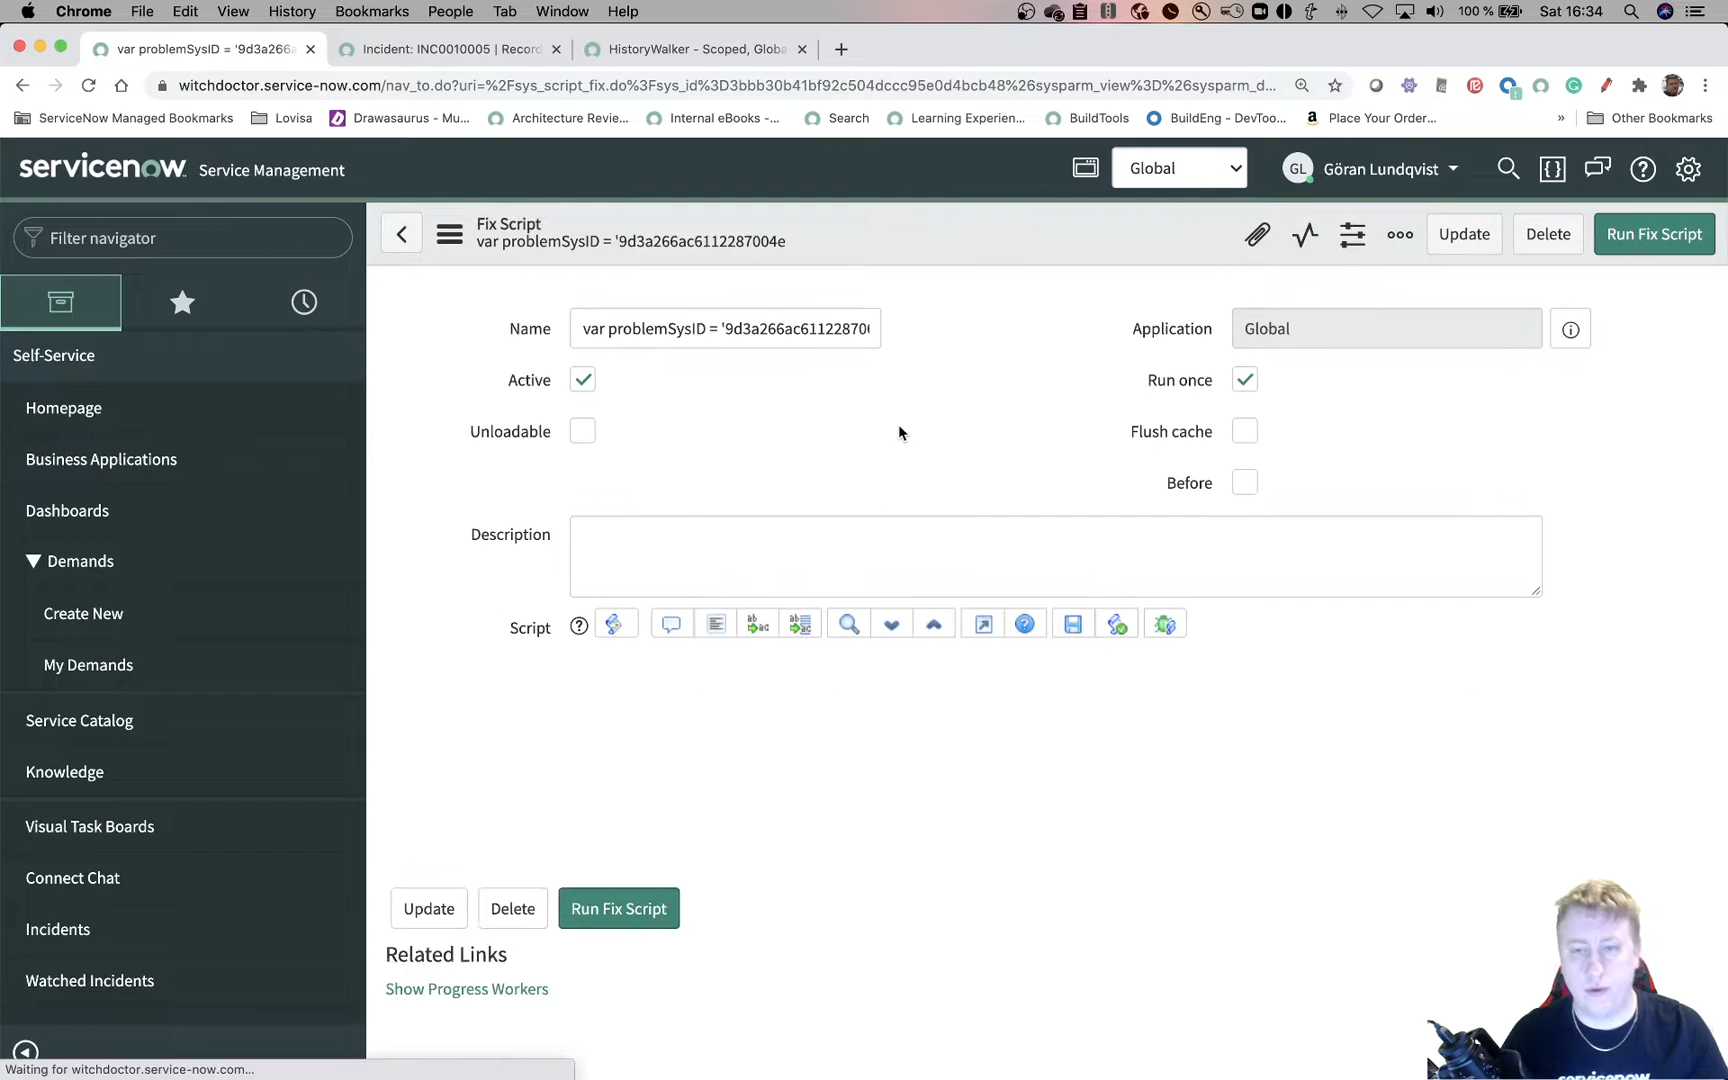 Chrome File Edit View History Bookmarks People Tab Window Help 100 % Sat 16:34
var problemSysID = '9d3a266a Incident: INC0010005 | Record HistoryWalker - Scoped, Globa
witchdoctor.service-now.com/nav_to.do?uri=%2Fsys_script_fix.do%3Fsys_id%3D3bbb30b41bf92c504dccc95e0d4bcb48%26sysparm_view%3D%26sysparm_d...
ServiceNow Managed Bookmarks Lovisa Drawasaurus - Mu... Architecture Revie... Internal eBooks -... Search Learning Experien... BuildTools BuildEng - DevToo... Place Your Order... » Other Bookmarks
servicenow Service Management Global GL Göran Lundqvist
Filter navigator
Fix Script
var problemSysID = '9d3a266ac6112287004e
Update Delete Run Fix Script
Self-Service
Homepage
Business Applications
Dashboards
Demands
Create New
My Demands
Service Catalog
Knowledge
Visual Task Boards
Connect Chat
Incidents
Watched Incidents
Name var problemSysID = '9d3a266ac611228700
Application Global
Active
Run once
Unloadable
Flush cache
Before
Description
Script
Update Delete Run Fix Script
Related Links
Show Progress Workers
Waiting for witchdoctor.service-now.com...
servicenow